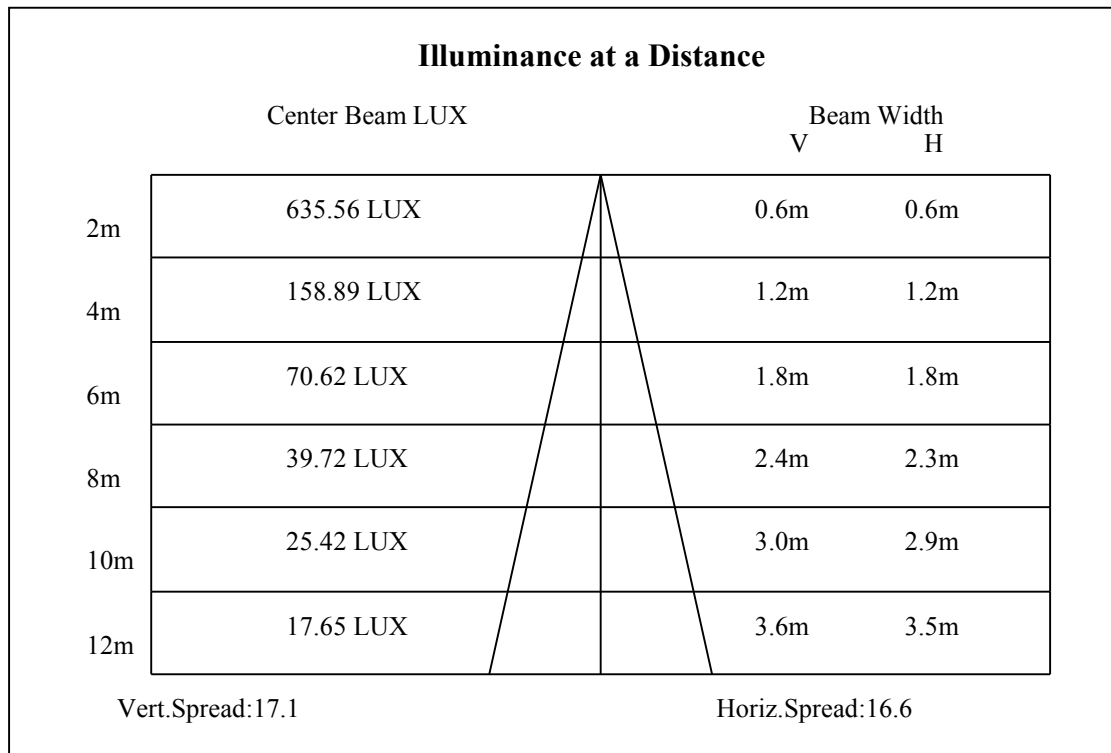 Illuminance at a Distance
Center Beam LUX Beam Width
V H
2m 635.56 LUX 0.6m 0.6m
4m 158.89 LUX 1.2m 1.2m
6m 70.62 LUX 1.8m 1.8m
8m 39.72 LUX 2.4m 2.3m
10m 25.42 LUX 3.0m 2.9m
12m 17.65 LUX 3.6m 3.5m
Vert.Spread:17.1 Horiz.Spread:16.6